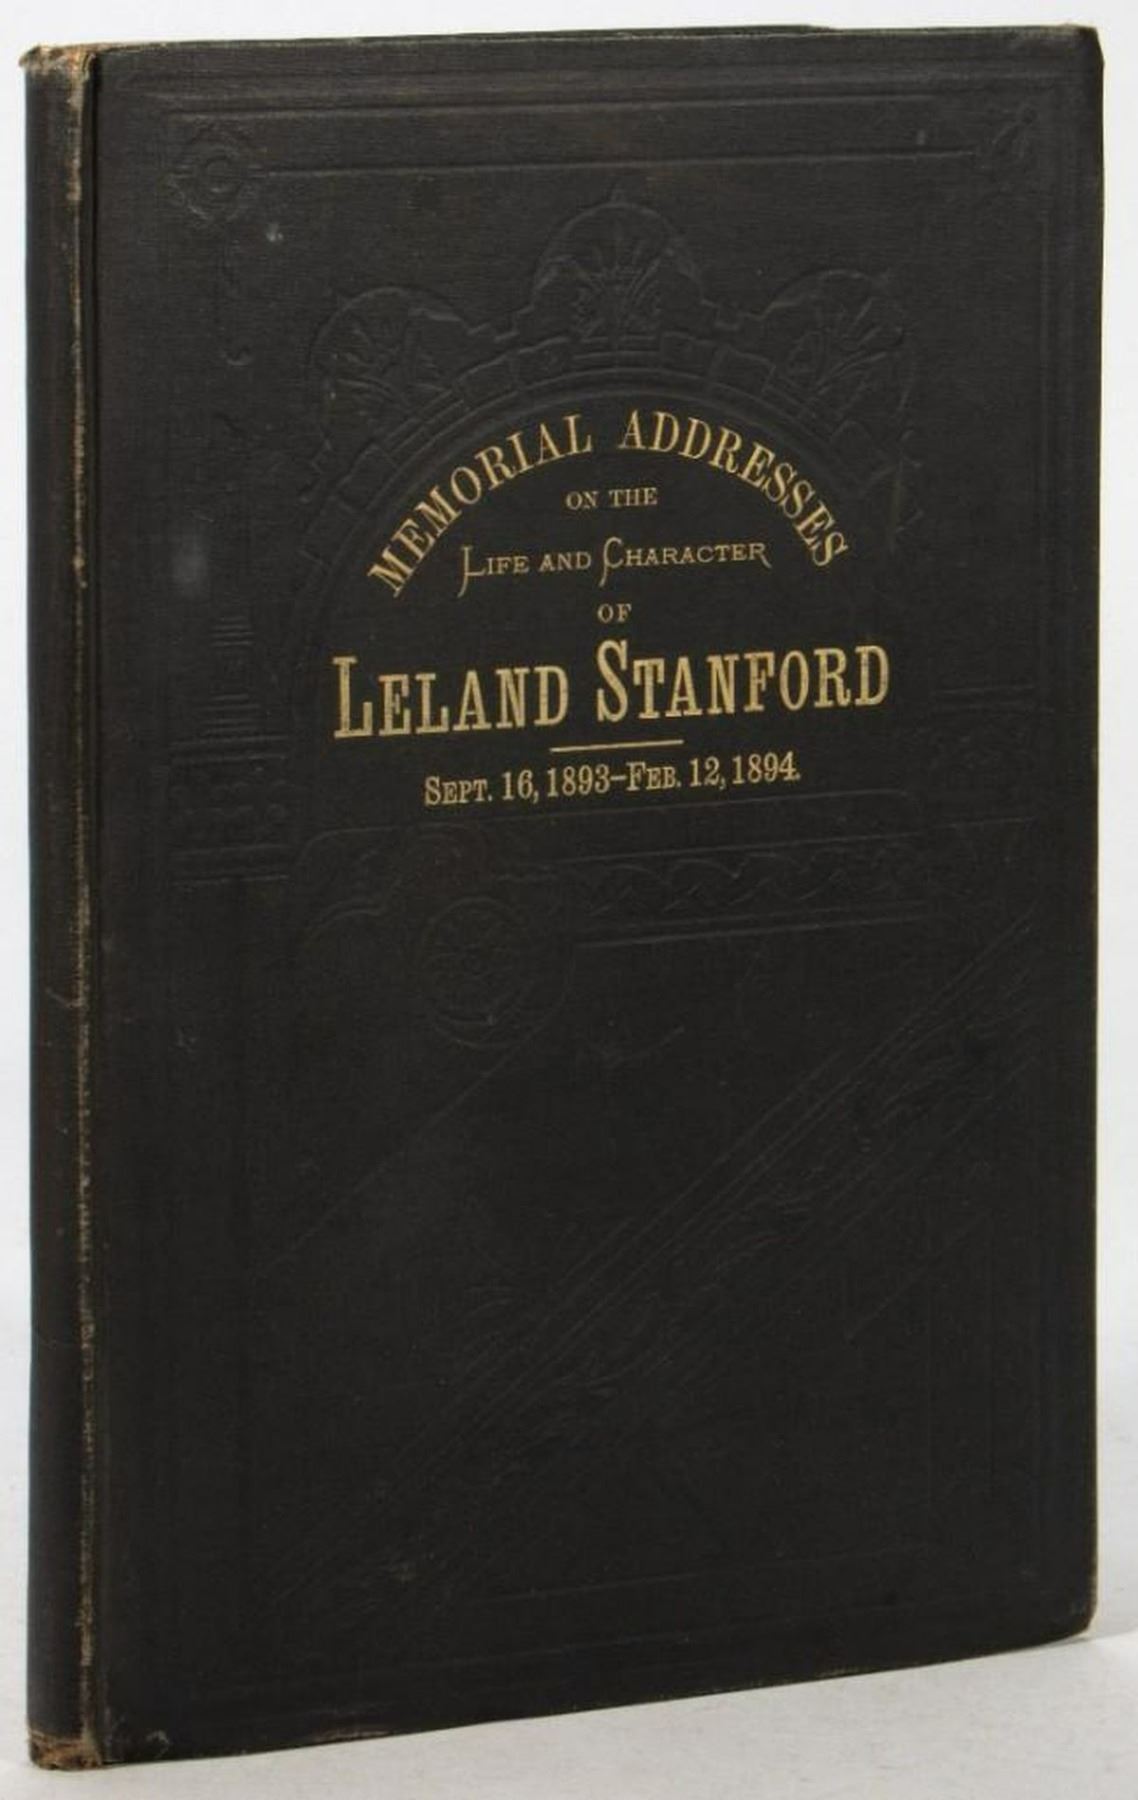 MEMORIAL ADDRESSES
ON THE
LIFE AND CHARACTER
OF
LELAND STANFORD
SEPT. 16, 1893-FEB. 12, 1894.